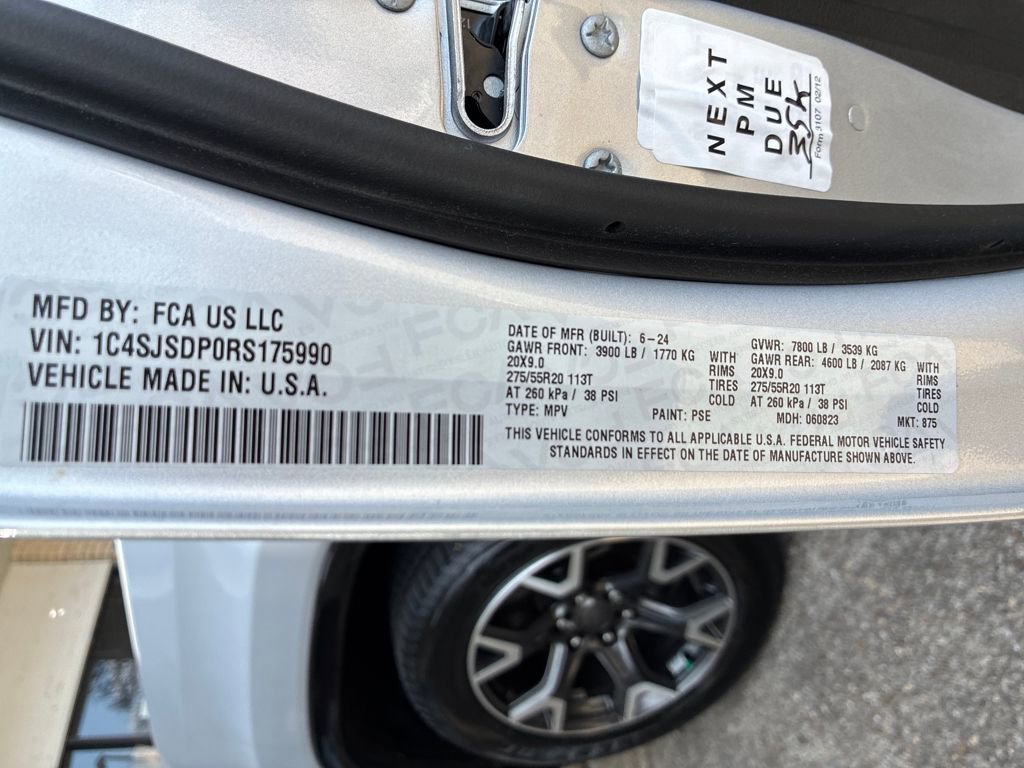 NEXT
PM
DUE
35K
Form 3107 02/12
MFD BY: FCA US LLC
VIN: 1C4SJSDP0RS175990
VEHICLE MADE IN: U.S.A.
DATE OF MFR (BUILT): 6-24
GAWR FRONT: 3900 LB / 1770 KG WITH
20X9.0 RIMS
275/55R20 113T TIRES
AT 260 kPa / 38 PSI COLD
TYPE: MPV PAINT: PSE
GVWR: 7800 LB / 3539 KG
GAWR REAR: 4600 LB / 2087 KG WITH
20X9.0 RIMS
275/55R20 113T TIRES
AT 260 kPa / 38 PSI COLD
MDH: 060823 MKT: 875
THIS VEHICLE CONFORMS TO ALL APPLICABLE U.S.A. FEDERAL MOTOR VEHICLE SAFETY
STANDARDS IN EFFECT ON THE DATE OF MANUFACTURE SHOWN ABOVE.